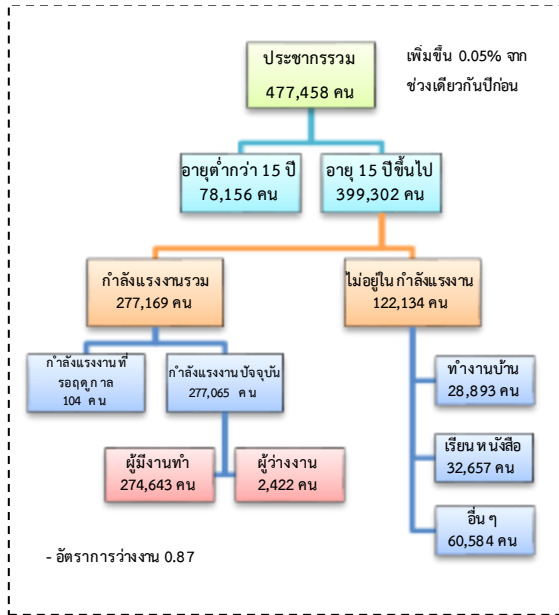 ประชากรรวม
477,458 คน
เพิ่มขึ้น 0.05% จาก
ช่วงเดียวกันปีก่อน
อายุต่ำกว่า 15 ปี
78,156 คน
อายุ 15 ปีขึ้นไป
399,302 คน
กำลังแรงงานรวม
277,169 คน
ไม่อยู่ในกำลังแรงงาน
122,134 คน
กำลังแรงงานที่
รอฤดูกาล
104 คน
กำลังแรงงานปัจจุบัน
277,065 คน
ทำงานบ้าน
28,893 คน
ผู้มีงานทำ
274,643 คน
ผู้ว่างงาน
2,422 คน
เรียนหนังสือ
32,657 คน
อื่นๆ
60,584 คน
- อัตราการว่างงาน 0.87